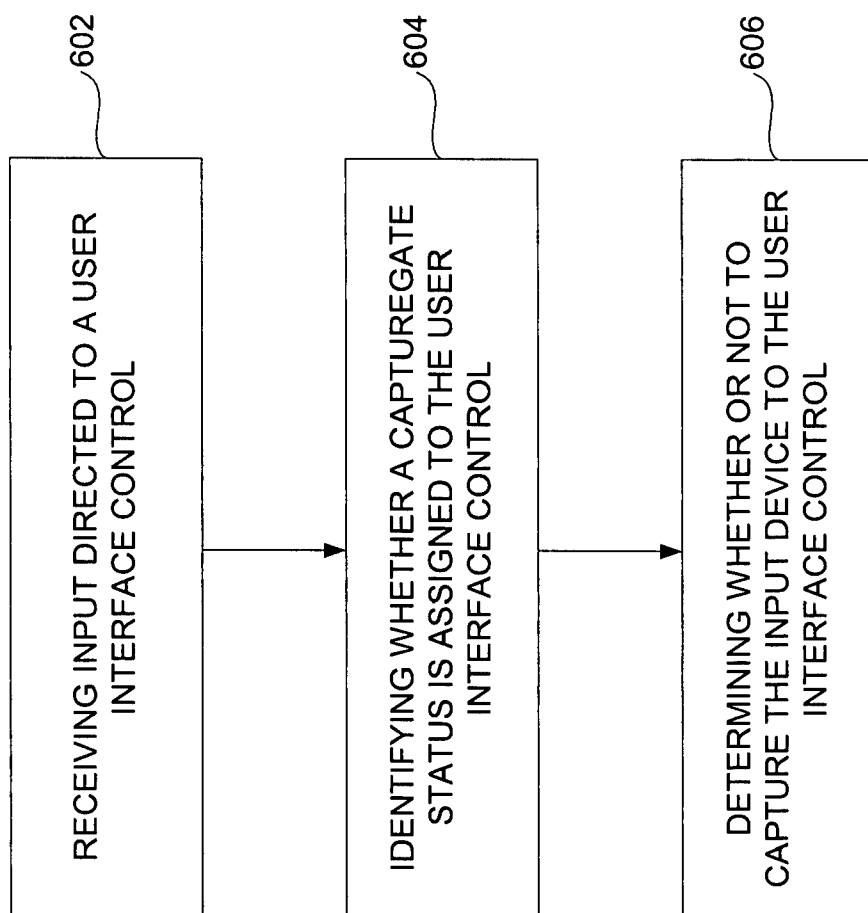 RECEIVING INPUT DIRECTED TO A USER
INTERFACE CONTROL
602
IDENTIFYING WHETHER A CAPTUREGATE
STATUS IS ASSIGNED TO THE USER
INTERFACE CONTROL
604
DETERMINING WHETHER OR NOT TO
CAPTURE THE INPUT DEVICE TO THE USER
INTERFACE CONTROL
606